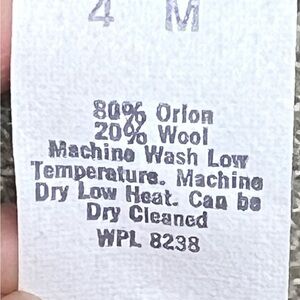 4 M
80% Orlon
20% Wool
Machine Wash Low
Temperature. Machine
Dry Low Heat. Can be
Dry Cleaned
WPL 8238